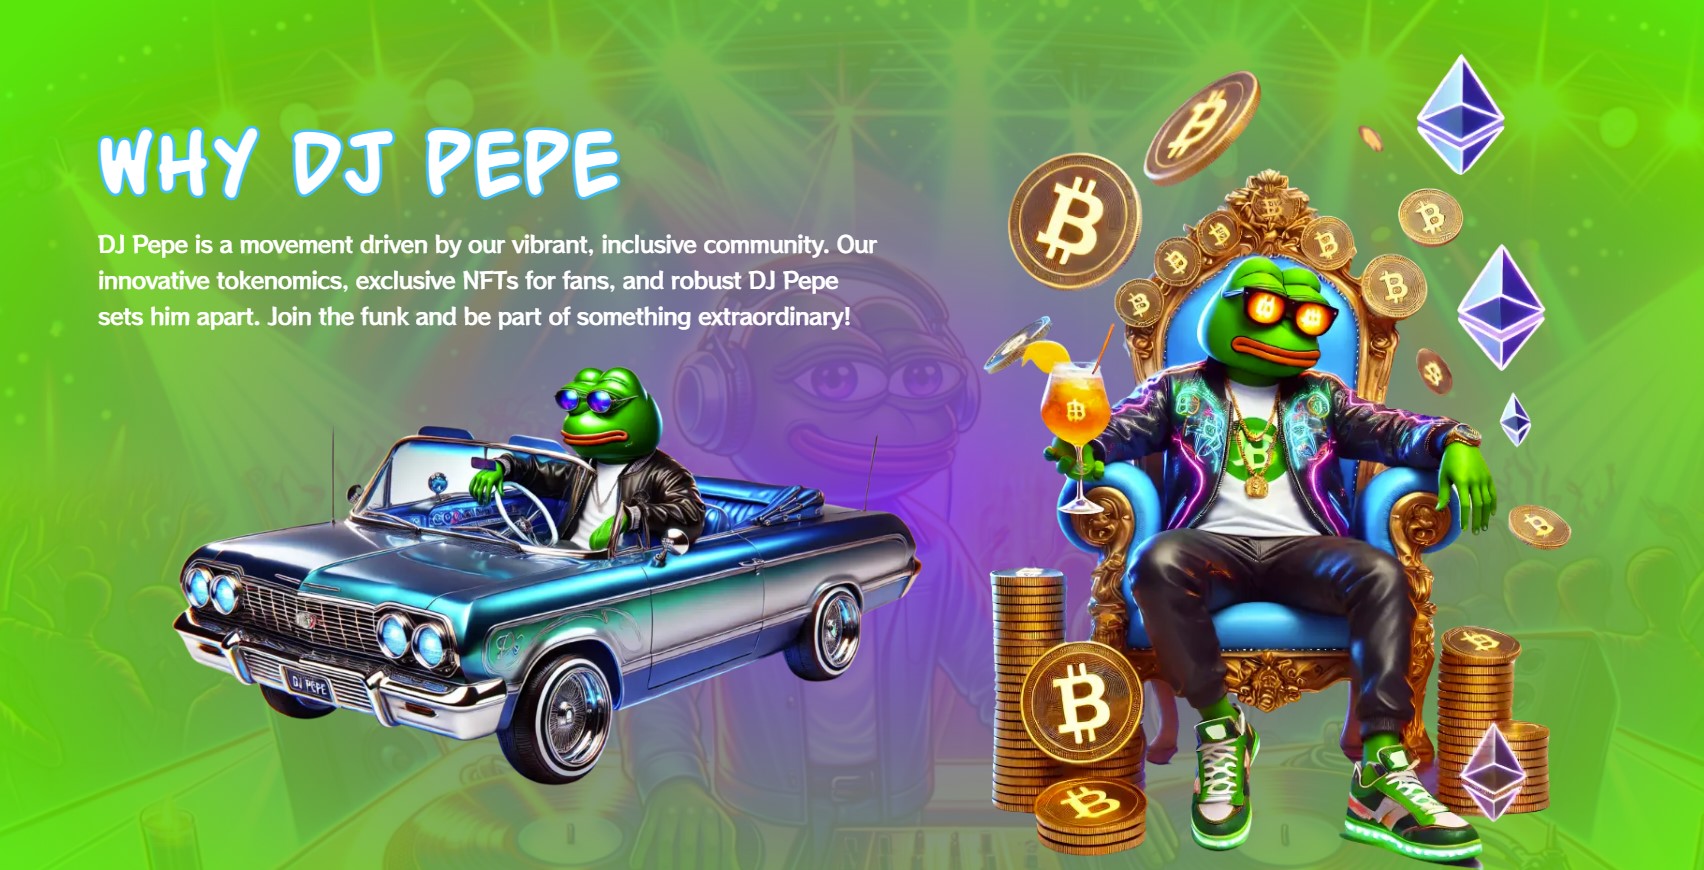 WHY DJ PEPE
DJ Pepe is a movement driven by our vibrant, inclusive community. Our
innovative tokenomics, exclusive NFTs for fans, and robust DJ Pepe
sets him apart. Join the funk and be part of something extraordinary!
DJ PEPE